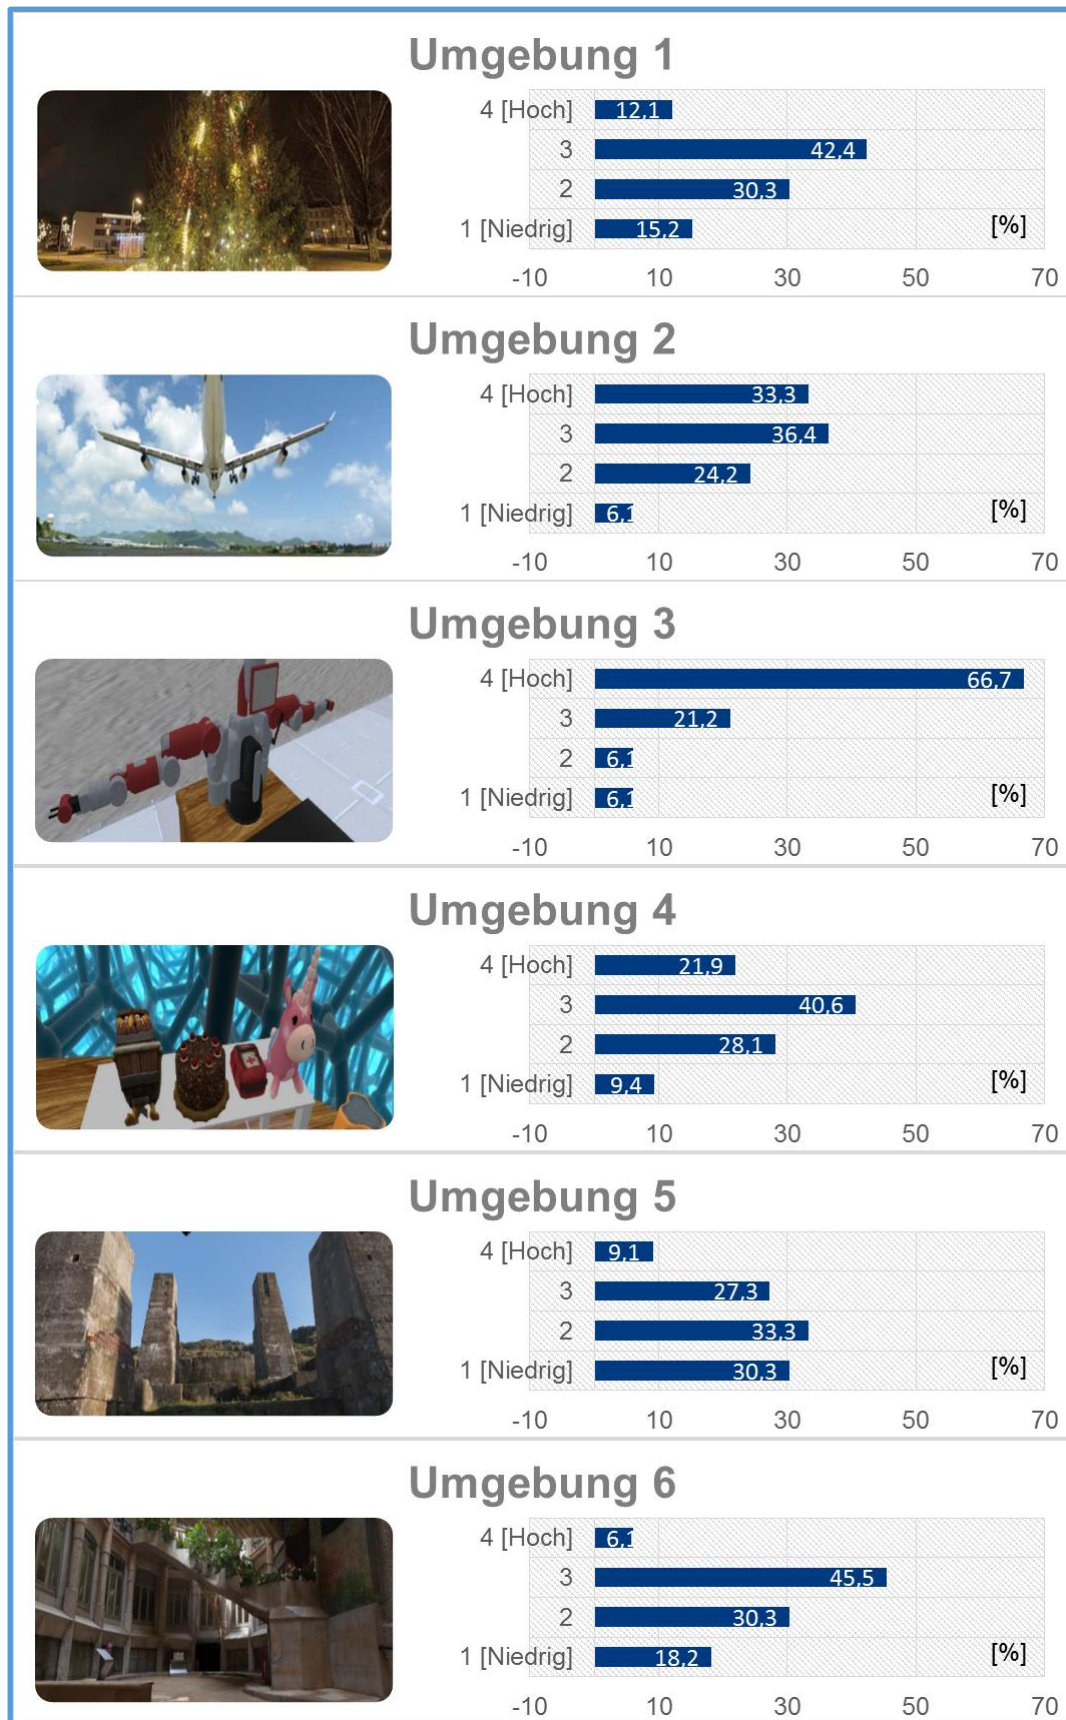 Umgebung 1
4 [Hoch] 12,1
3 42,4
2 30,3
1 [Niedrig] 15,2 [%]
-10 10 30 50 70
Umgebung 2
4 [Hoch] 33,3
3 36,4
2 24,2
1 [Niedrig] 6,1 [%]
-10 10 30 50 70
Umgebung 3
4 [Hoch] 66,7
3 21,2
2 6,1
1 [Niedrig] 6,1 [%]
-10 10 30 50 70
Umgebung 4
4 [Hoch] 21,9
3 40,6
2 28,1
1 [Niedrig] 9,4 [%]
-10 10 30 50 70
Umgebung 5
4 [Hoch] 9,1
3 27,3
2 33,3
1 [Niedrig] 30,3 [%]
-10 10 30 50 70
Umgebung 6
4 [Hoch] 6,1
3 45,5
2 30,3
1 [Niedrig] 18,2 [%]
-10 10 30 50 70